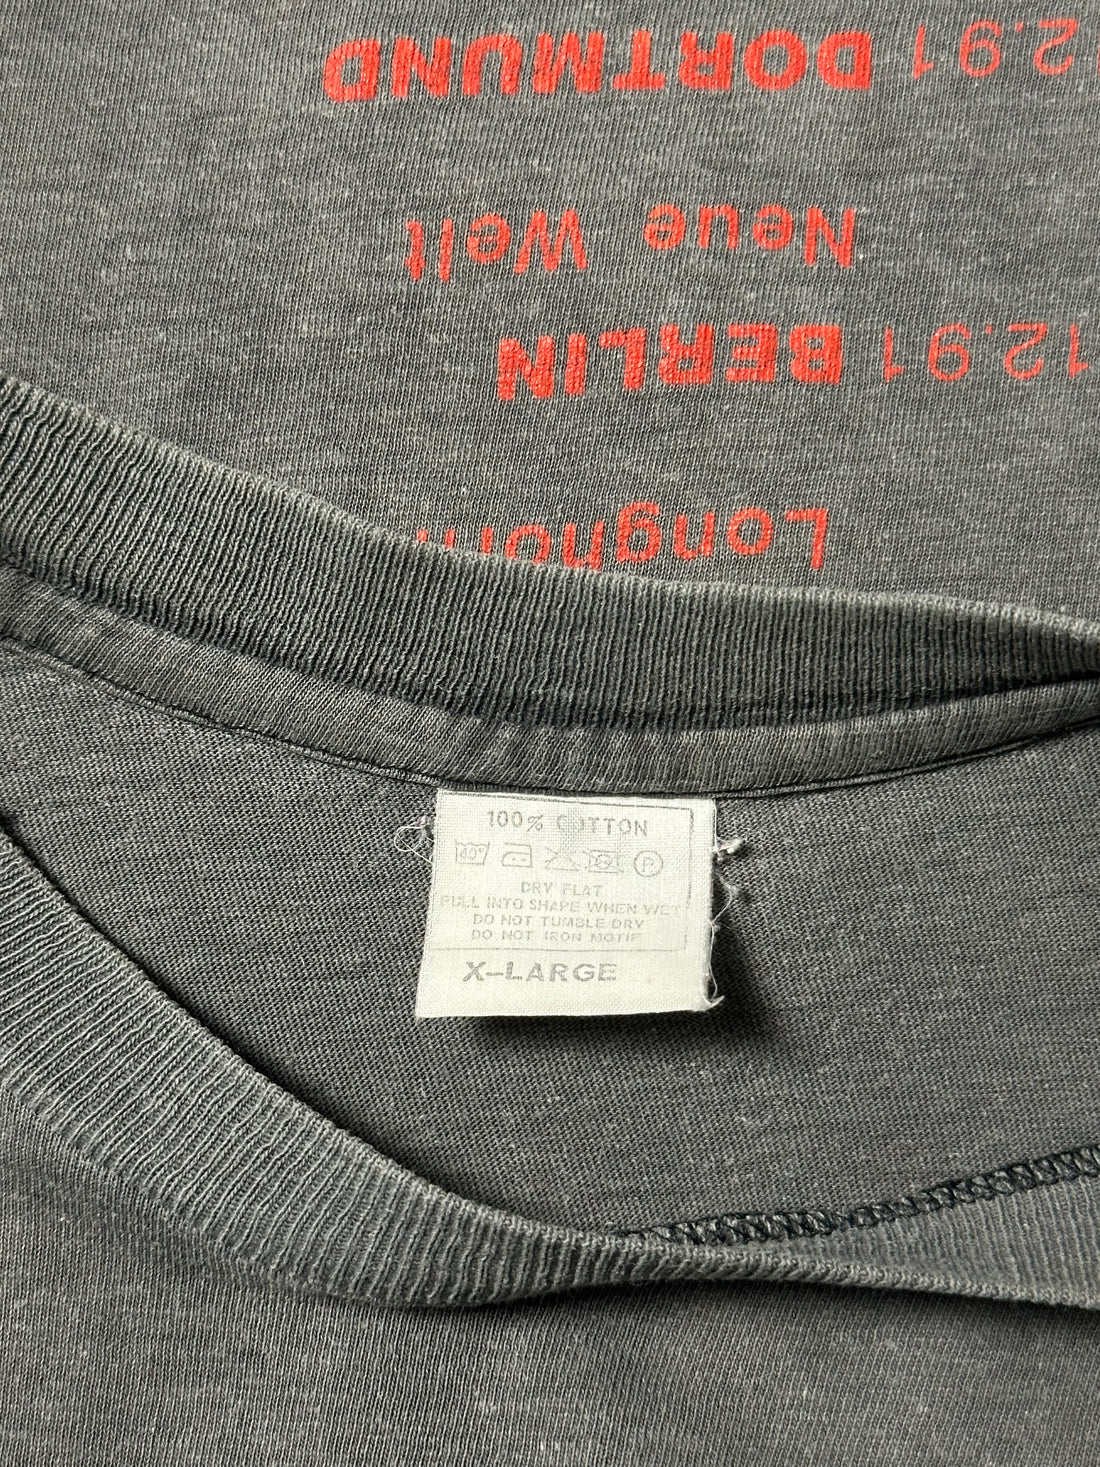 Longhorn
12.91 BERLIN
Neue Welt
12.91 DORTMUND
100% COTTON
40° P
DRY FLAT
PULL INTO SHAPE WHEN WET
DO NOT TUMBLE DRY
DO NOT IRON MOTIF
X-LARGE